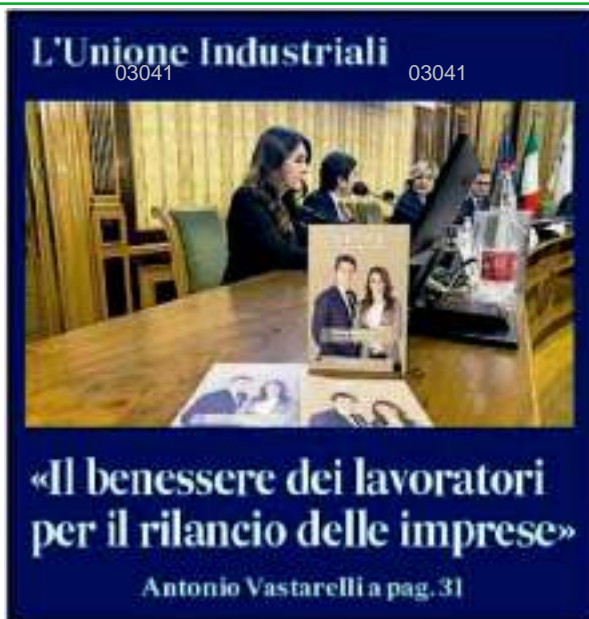 L'Unione Industriali
03041 03041
«Il benessere dei lavoratori
per il rilancio delle imprese»
Antonio Vastarelli a pag. 31